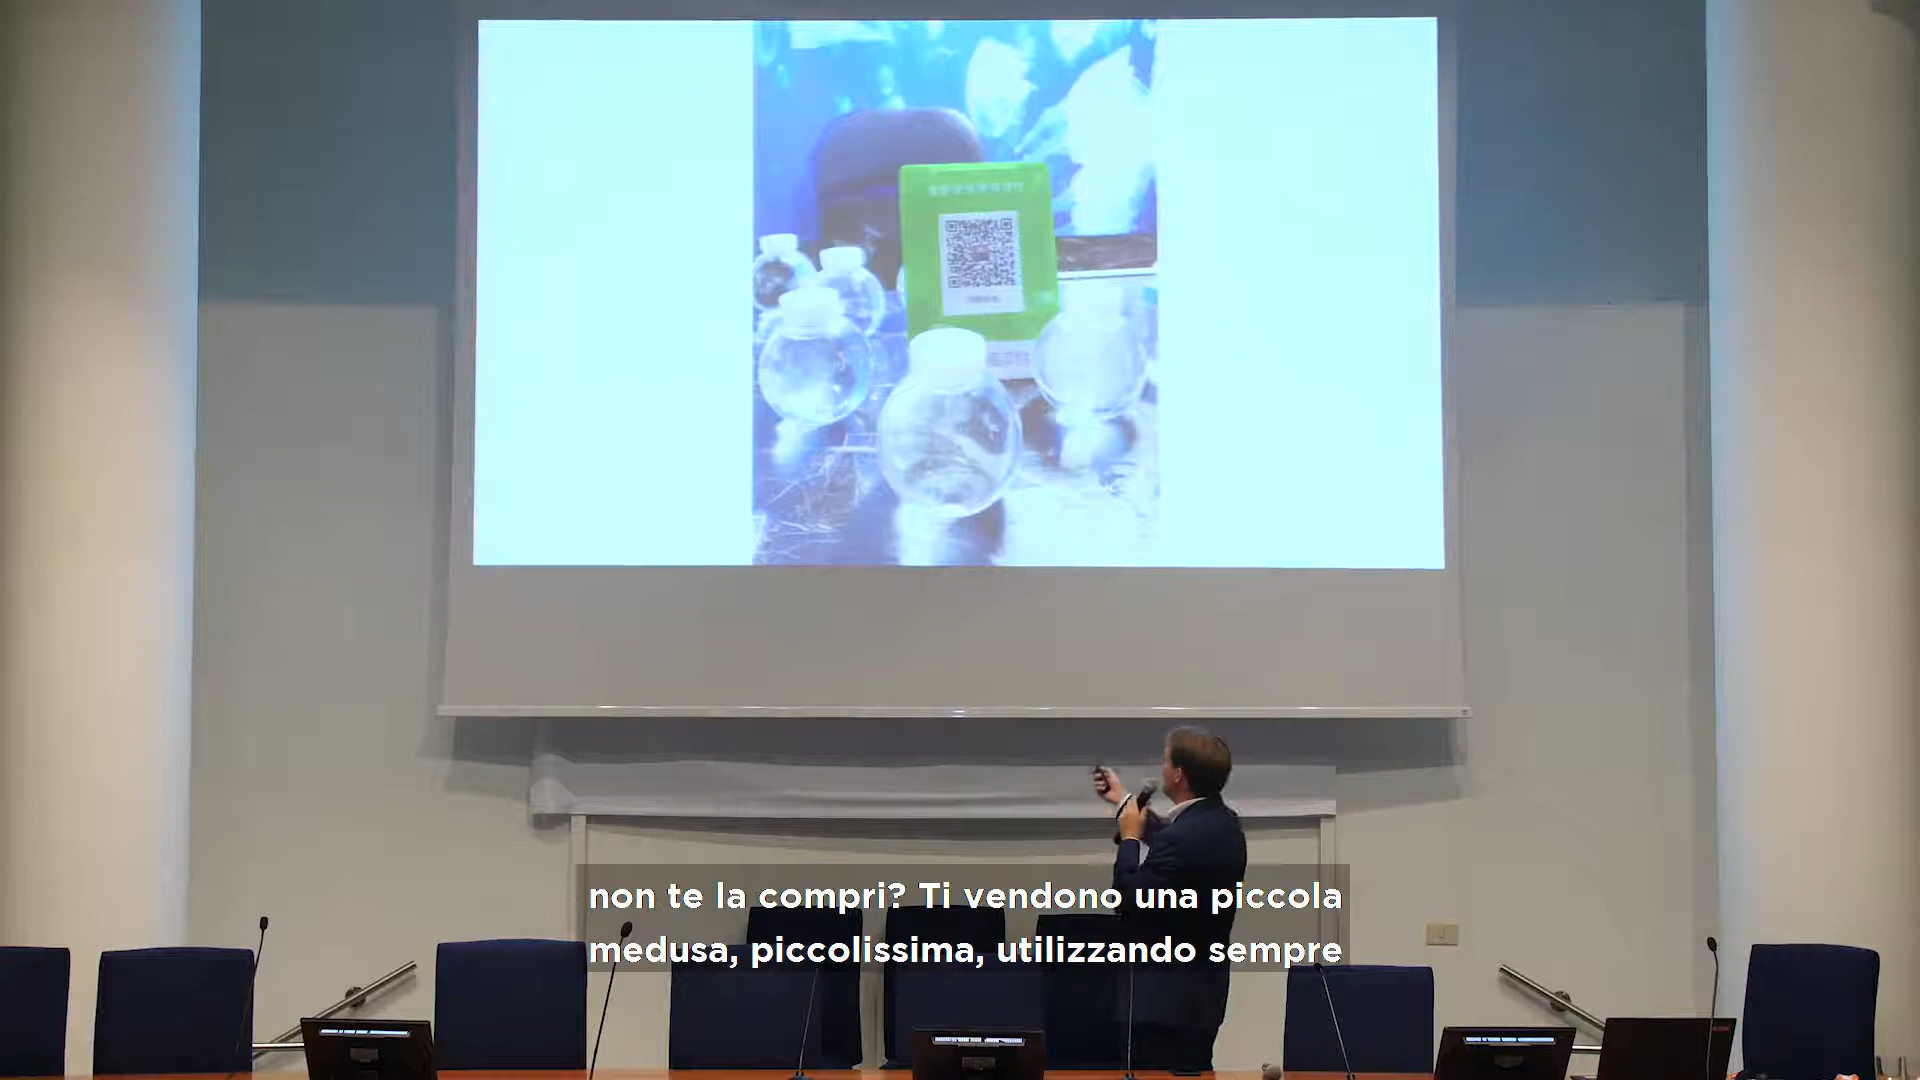 non te la compri? Ti vendono una piccola
medusa, piccolissima, utilizzando sempre